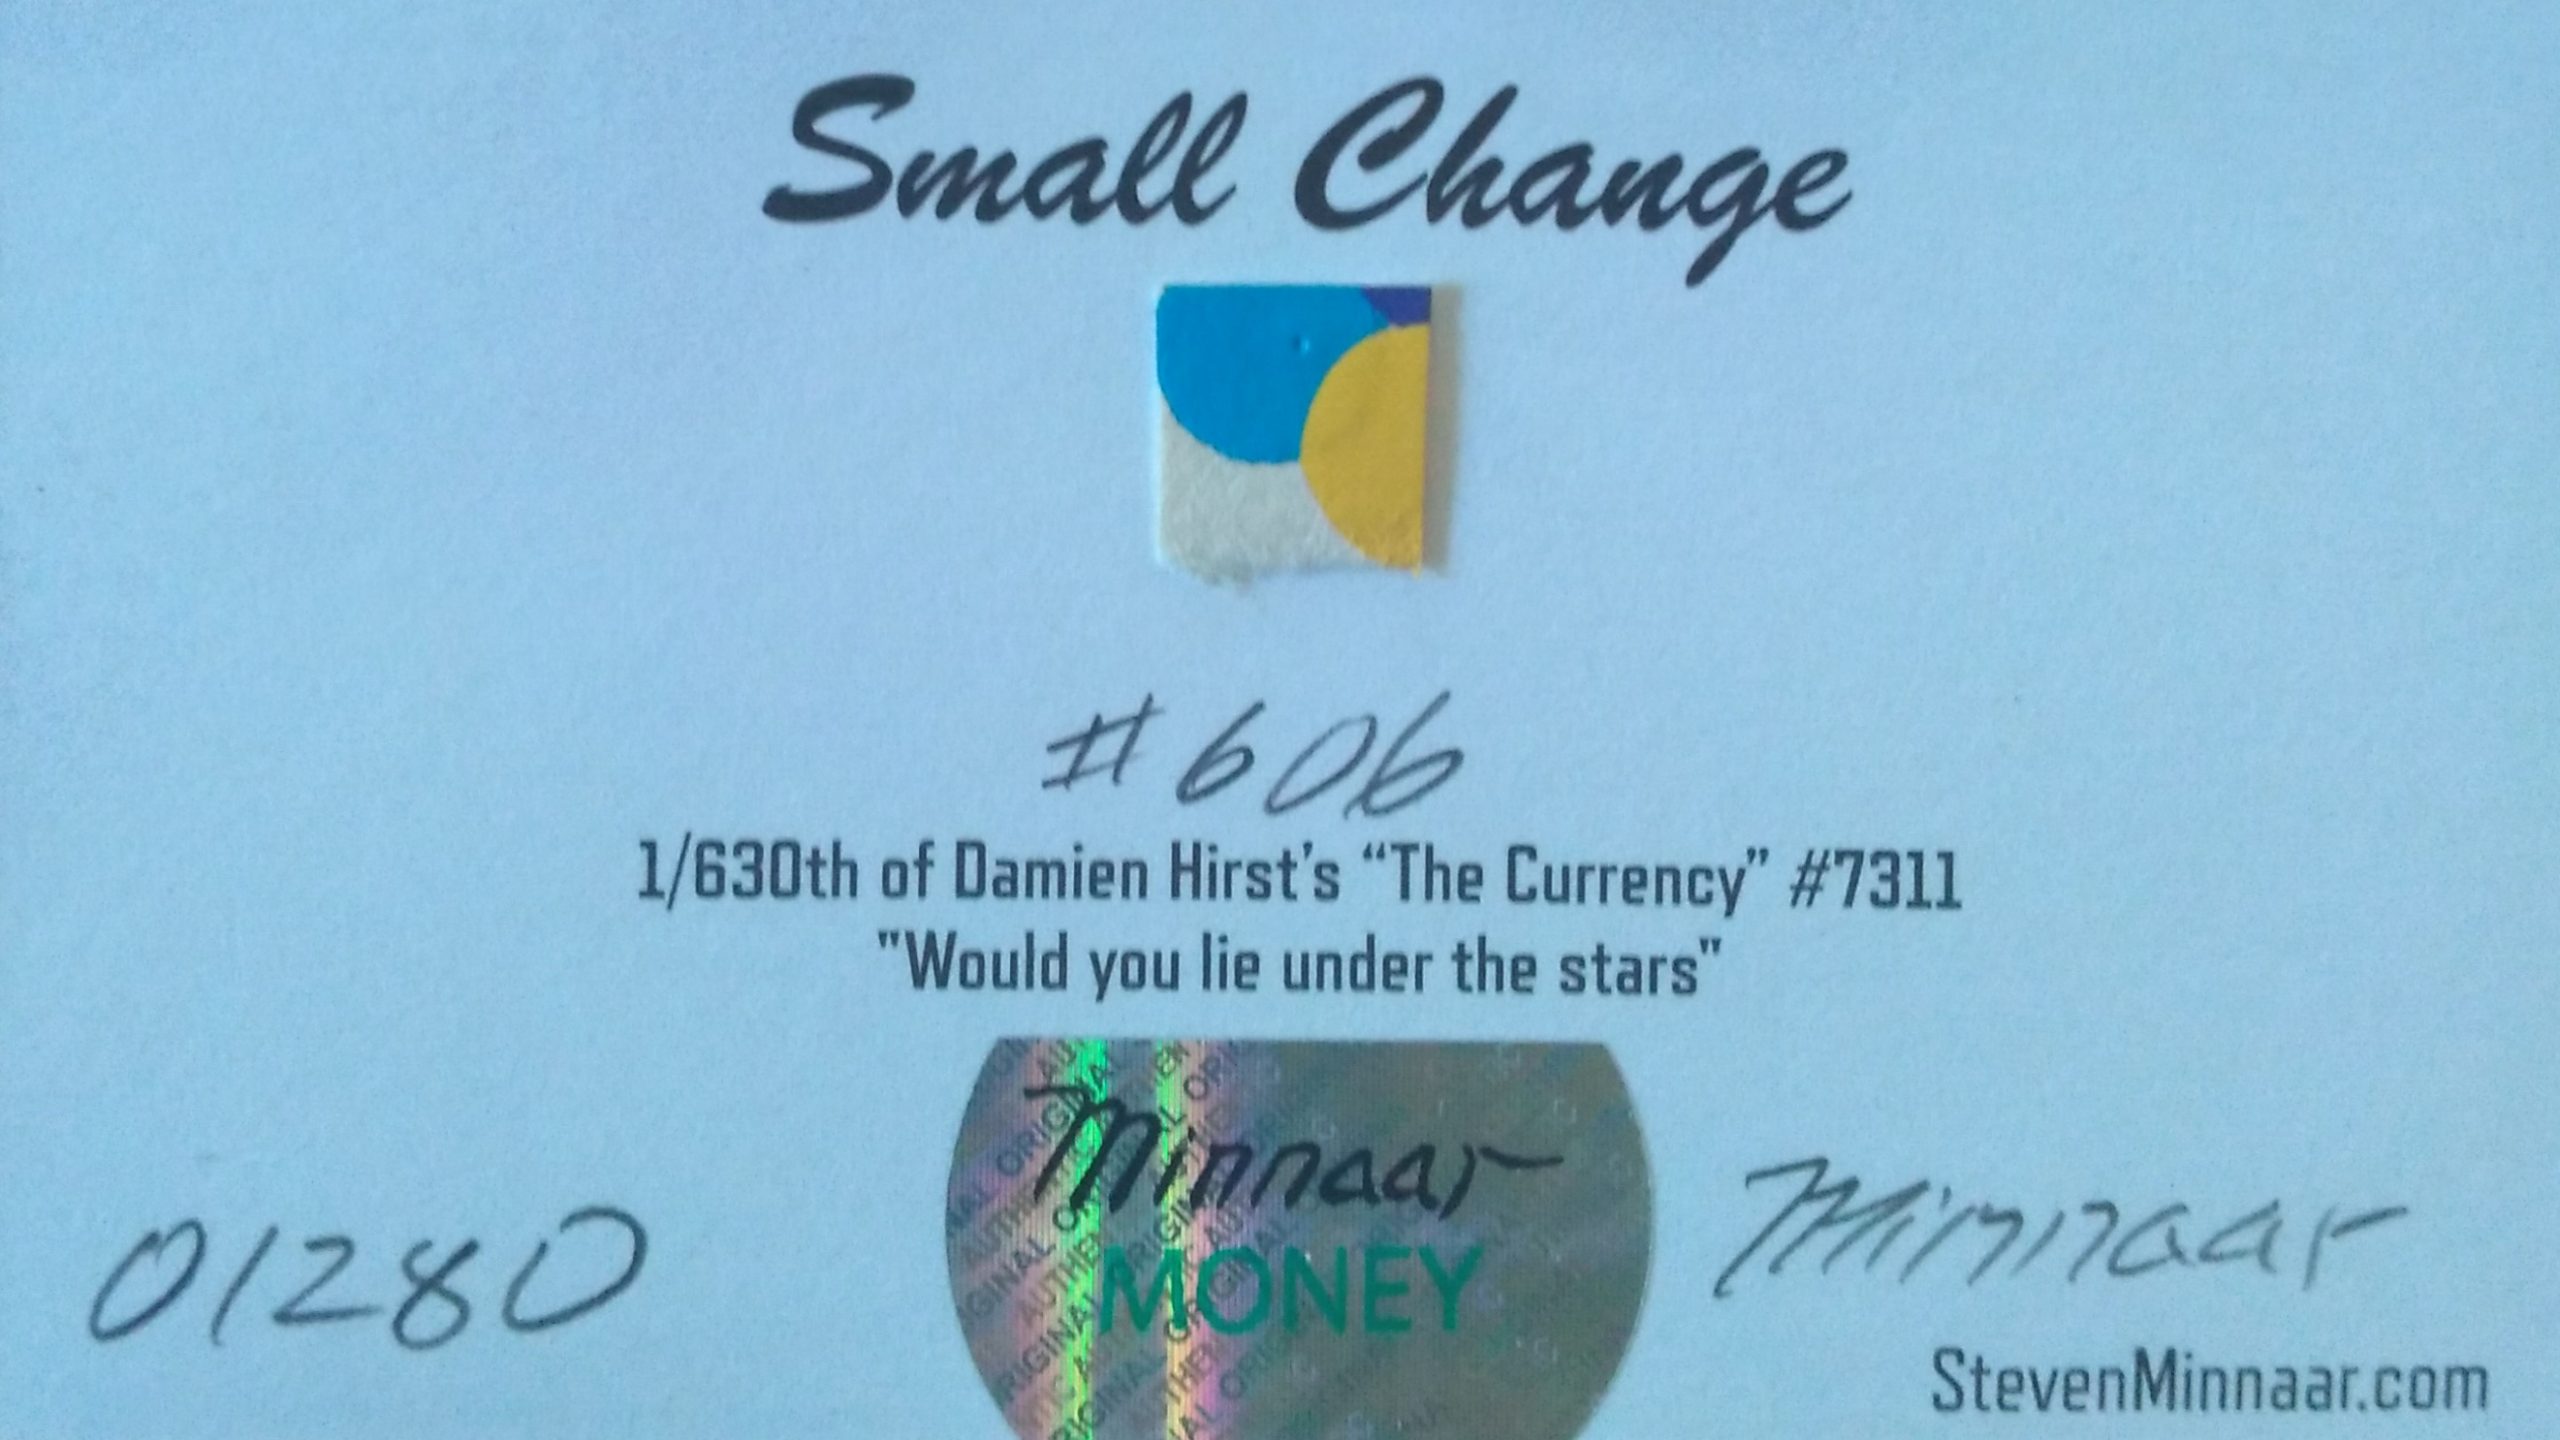 Small Change
#606
1/630th of Damien Hirst's “The Currency” #7311
"Would you lie under the stars"
Minnaar
MONEY
01280
Minnaar
StevenMinnaar.com